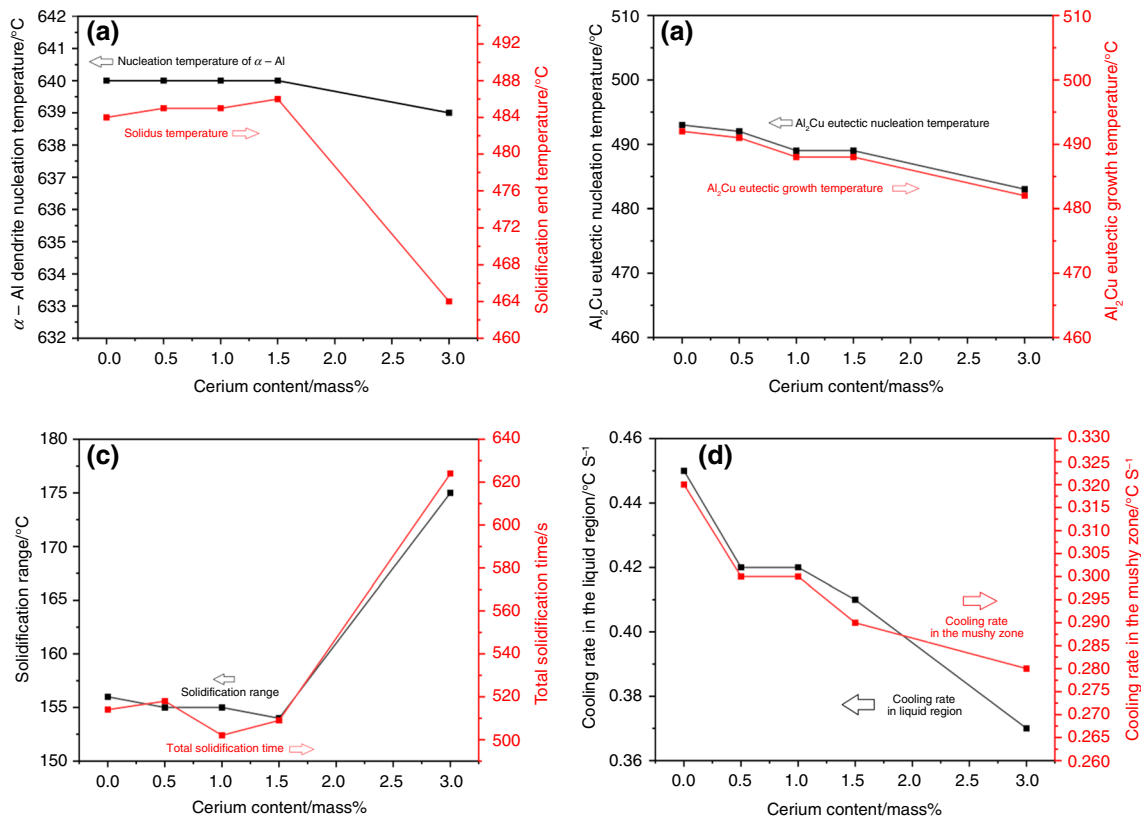 (a)
α – Al dendrite nucleation temperature/°C
642
641
640
639
638
637
636
635
634
633
632
Nucleation temperature of α – Al
Solidus temperature
492
488
484
480
476
472
468
464
460
Solidification end temperature/°C
0.0 0.5 1.0 1.5 2.0 2.5 3.0
Cerium content/mass%
(a)
Al₂Cu eutectic nucleation temperature/°C
510
500
490
480
470
460
Al₂Cu eutectic nucleation temperature
Al₂Cu eutectic growth temperature
510
500
490
480
470
460
Al₂Cu eutectic growth temperature/°C
0.0 0.5 1.0 1.5 2.0 2.5 3.0
Cerium content/mass%
(c)
Solidification range/°C
180
175
170
165
160
155
150
Solidification range
Total solidification time
640
620
600
580
560
540
520
500
Total solidification time/s
0.0 0.5 1.0 1.5 2.0 2.5 3.0
Cerium content/mass%
(d)
Cooling rate in the liquid region/°C S⁻¹
0.46
0.44
0.42
0.40
0.38
0.36
Cooling rate
in the mushy zone
Cooling rate
in liquid region
0.330
0.325
0.320
0.315
0.310
0.305
0.300
0.295
0.290
0.285
0.280
0.275
0.270
0.265
0.260
Cooling rate in the mushy zone/°C S⁻¹
0.0 0.5 1.0 1.5 2.0 2.5 3.0
Cerium content/mass%